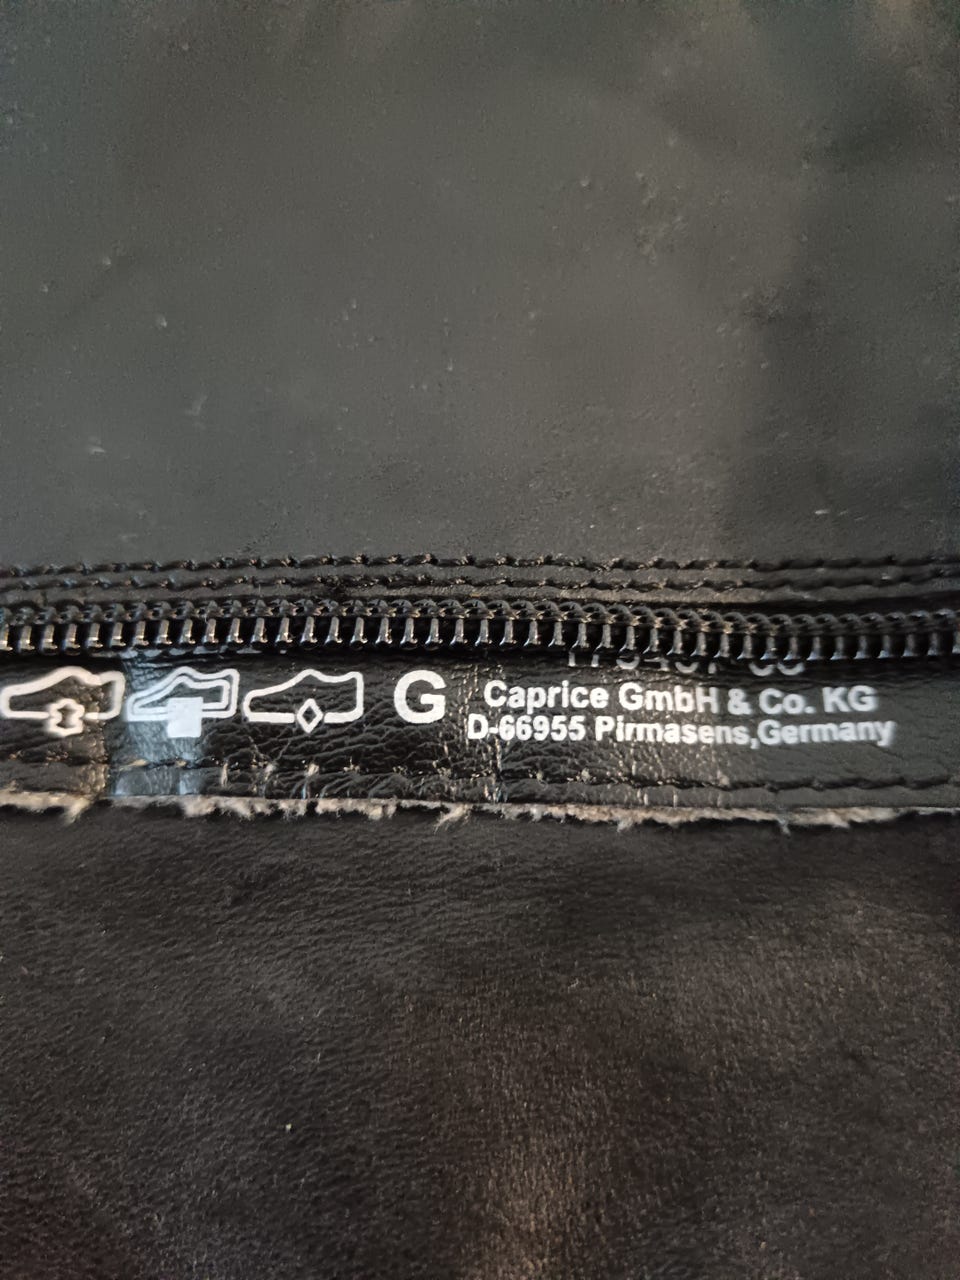 G
Caprice GmbH & Co. KG
D-66955 Pirmasens,Germany